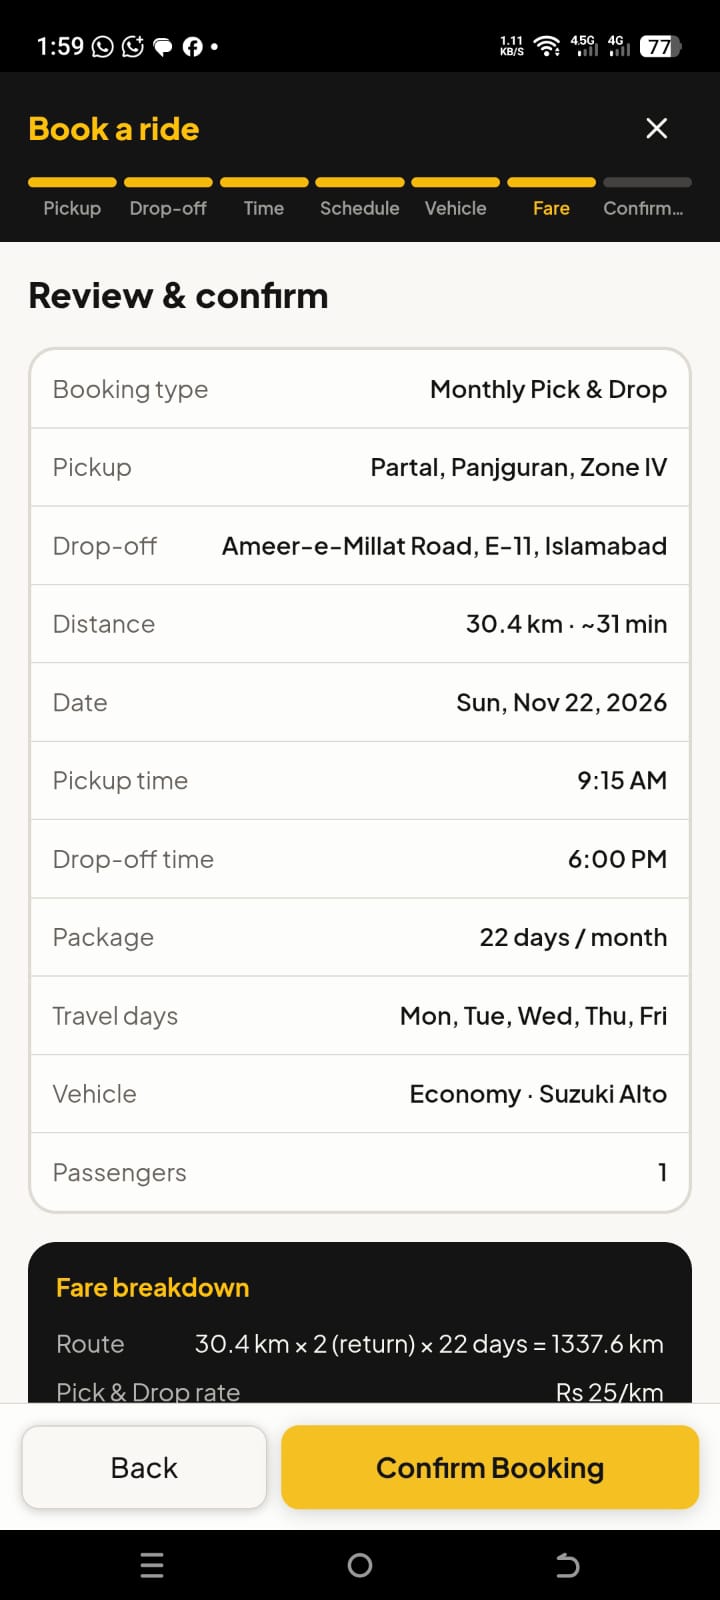 1:59
1.11 KB/S 4.5G 4G 77
Book a ride
Pickup Drop-off Time Schedule Vehicle Fare Confirm...
Review & confirm
Booking type Monthly Pick & Drop
Pickup Partal, Panjguran, Zone IV
Drop-off Ameer-e-Millat Road, E-11, Islamabad
Distance 30.4 km · ~31 min
Date Sun, Nov 22, 2026
Pickup time 9:15 AM
Drop-off time 6:00 PM
Package 22 days / month
Travel days Mon, Tue, Wed, Thu, Fri
Vehicle Economy · Suzuki Alto
Passengers 1
Fare breakdown
Route 30.4 km × 2 (return) × 22 days = 1337.6 km
Pick & Drop rate Rs 25/km
Back Confirm Booking